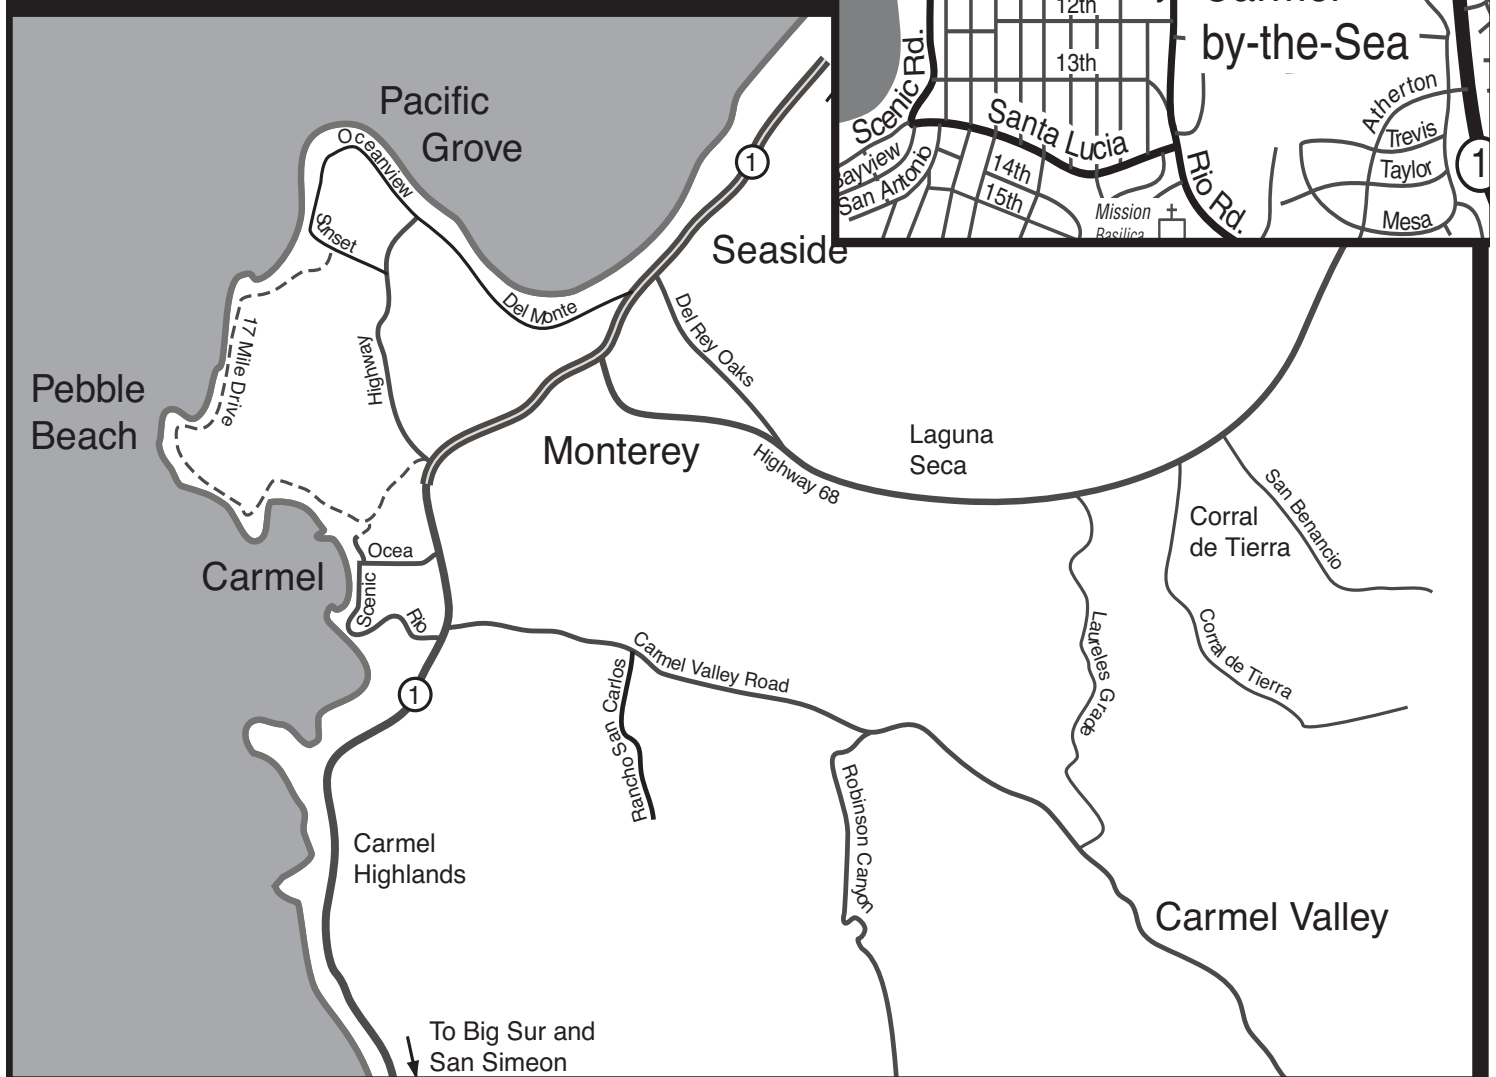 12th
by-the-Sea
13th
Scenic Rd.
Santa Lucia
Atherton
Trevis
Taylor
Mesa
1
Bayview
San Antonio
14th
15th
Mission
Basilica
Rio Rd.
Pacific
Grove
Oceanview
1
Sunset
Seaside
Del Monte
Del Rey Oaks
17 Mile Drive
Highway
Pebble
Beach
Monterey
Laguna
Seca
Highway 68
San Benancio
Corral
de Tierra
Ocea
Carmel
Scenic
Rio
Laureles Grade
Corral de Tierra
Carmel Valley Road
Rancho San Carlos
1
Robinson Canyon
Carmel
Highlands
Carmel Valley
To Big Sur and
San Simeon